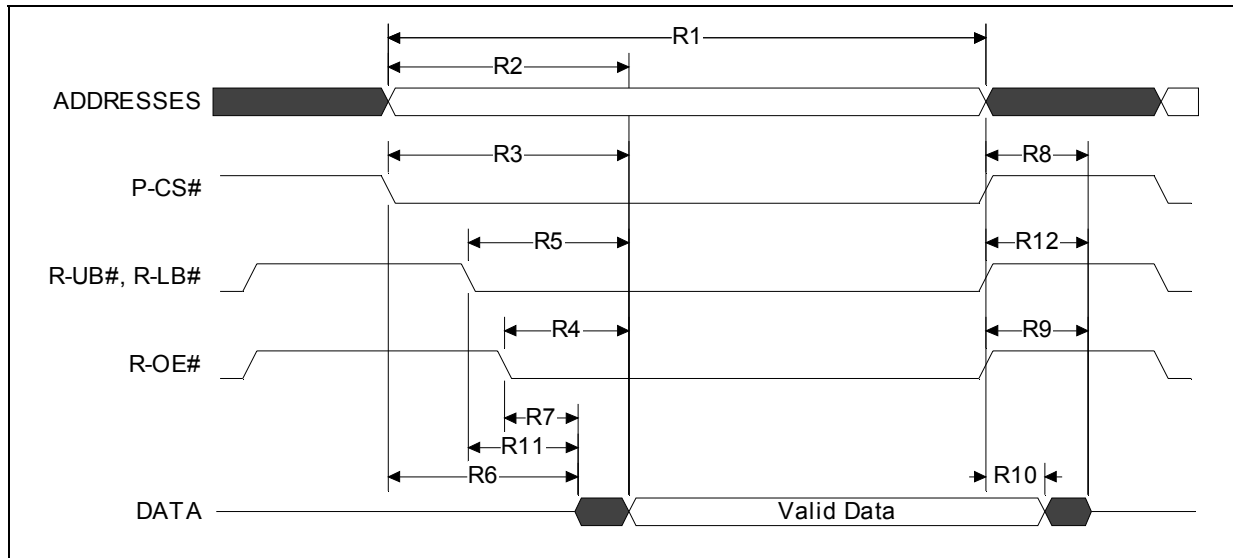 R1
R2
ADDRESSES
R3
R8
P-CS#
R5
R12
R-UB#, R-LB#
R4
R9
R-OE#
R7
R11
R6
R10
DATA
Valid Data